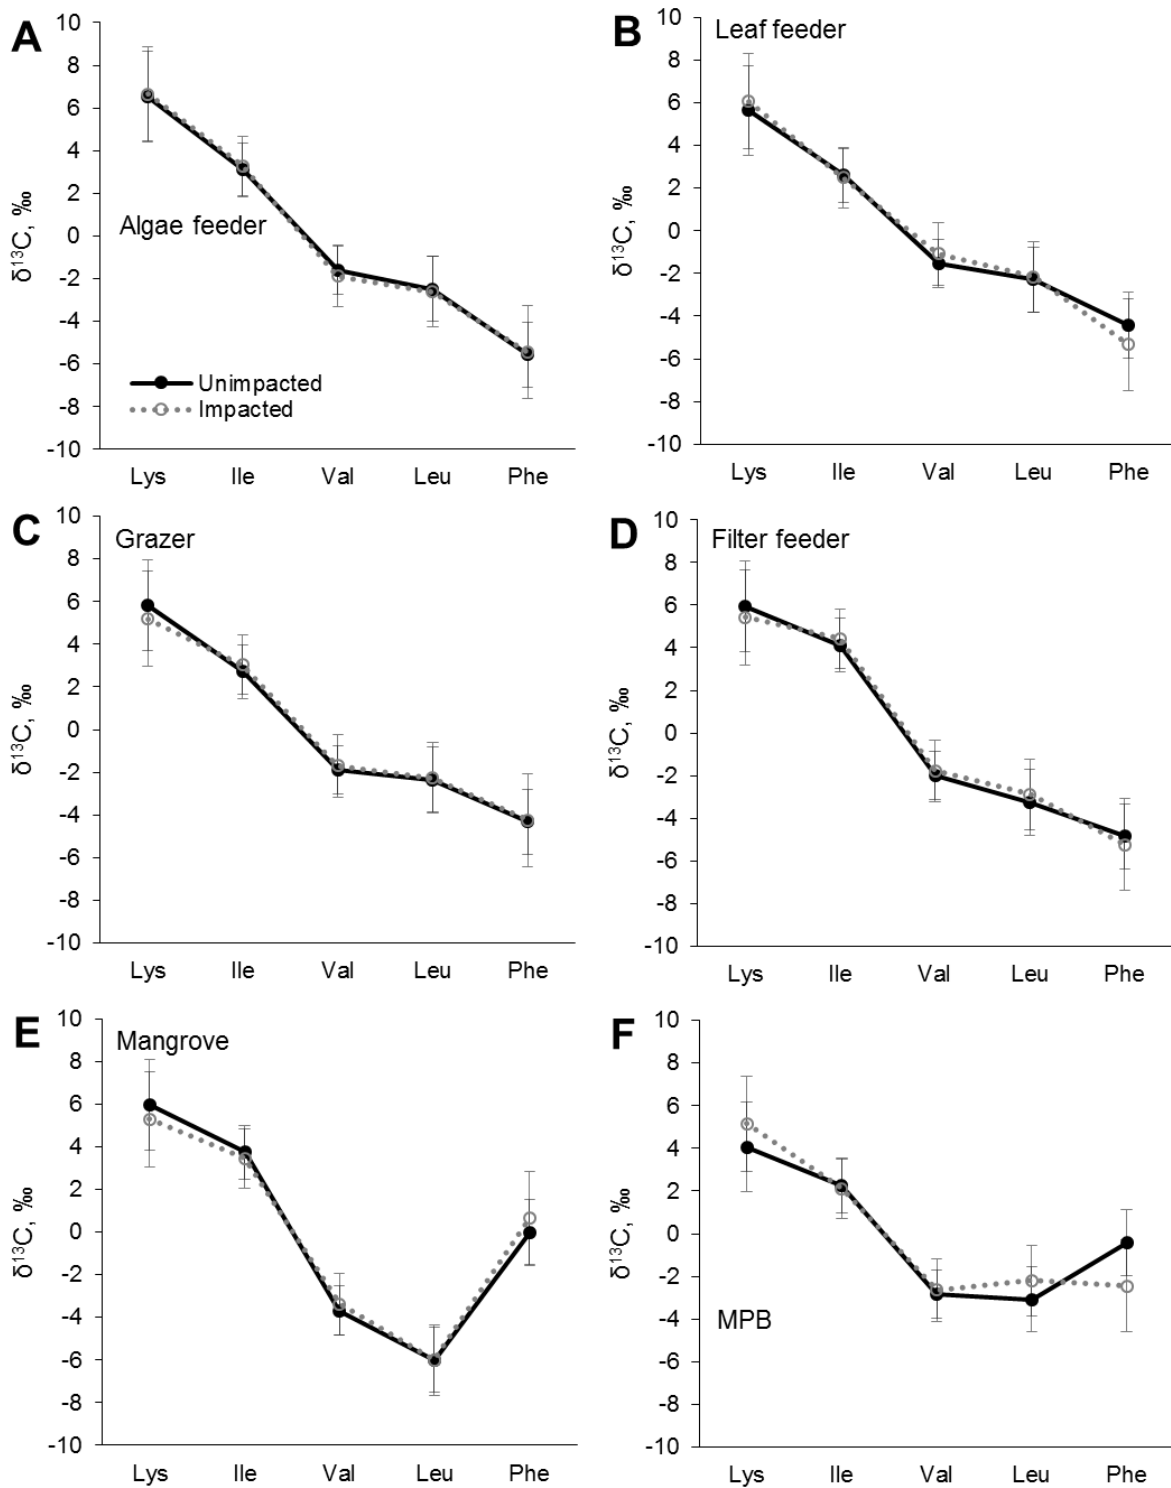 A
10
8
6
4
2
0
-2
-4
-6
-8
-10
δ13C, ‰
Algae feeder
Unimpacted
Impacted
Lys Ile Val Leu Phe
B
Leaf feeder
10
8
6
4
2
0
-2
-4
-6
-8
-10
δ13C, ‰
Lys Ile Val Leu Phe
C
Grazer
10
8
6
4
2
0
-2
-4
-6
-8
-10
δ13C, ‰
Lys Ile Val Leu Phe
D
Filter feeder
10
8
6
4
2
0
-2
-4
-6
-8
-10
δ13C, ‰
Lys Ile Val Leu Phe
E
Mangrove
10
8
6
4
2
0
-2
-4
-6
-8
-10
δ13C, ‰
Lys Ile Val Leu Phe
F
10
8
6
4
2
0
-2
-4
-6
-8
-10
δ13C, ‰
MPB
Lys Ile Val Leu Phe